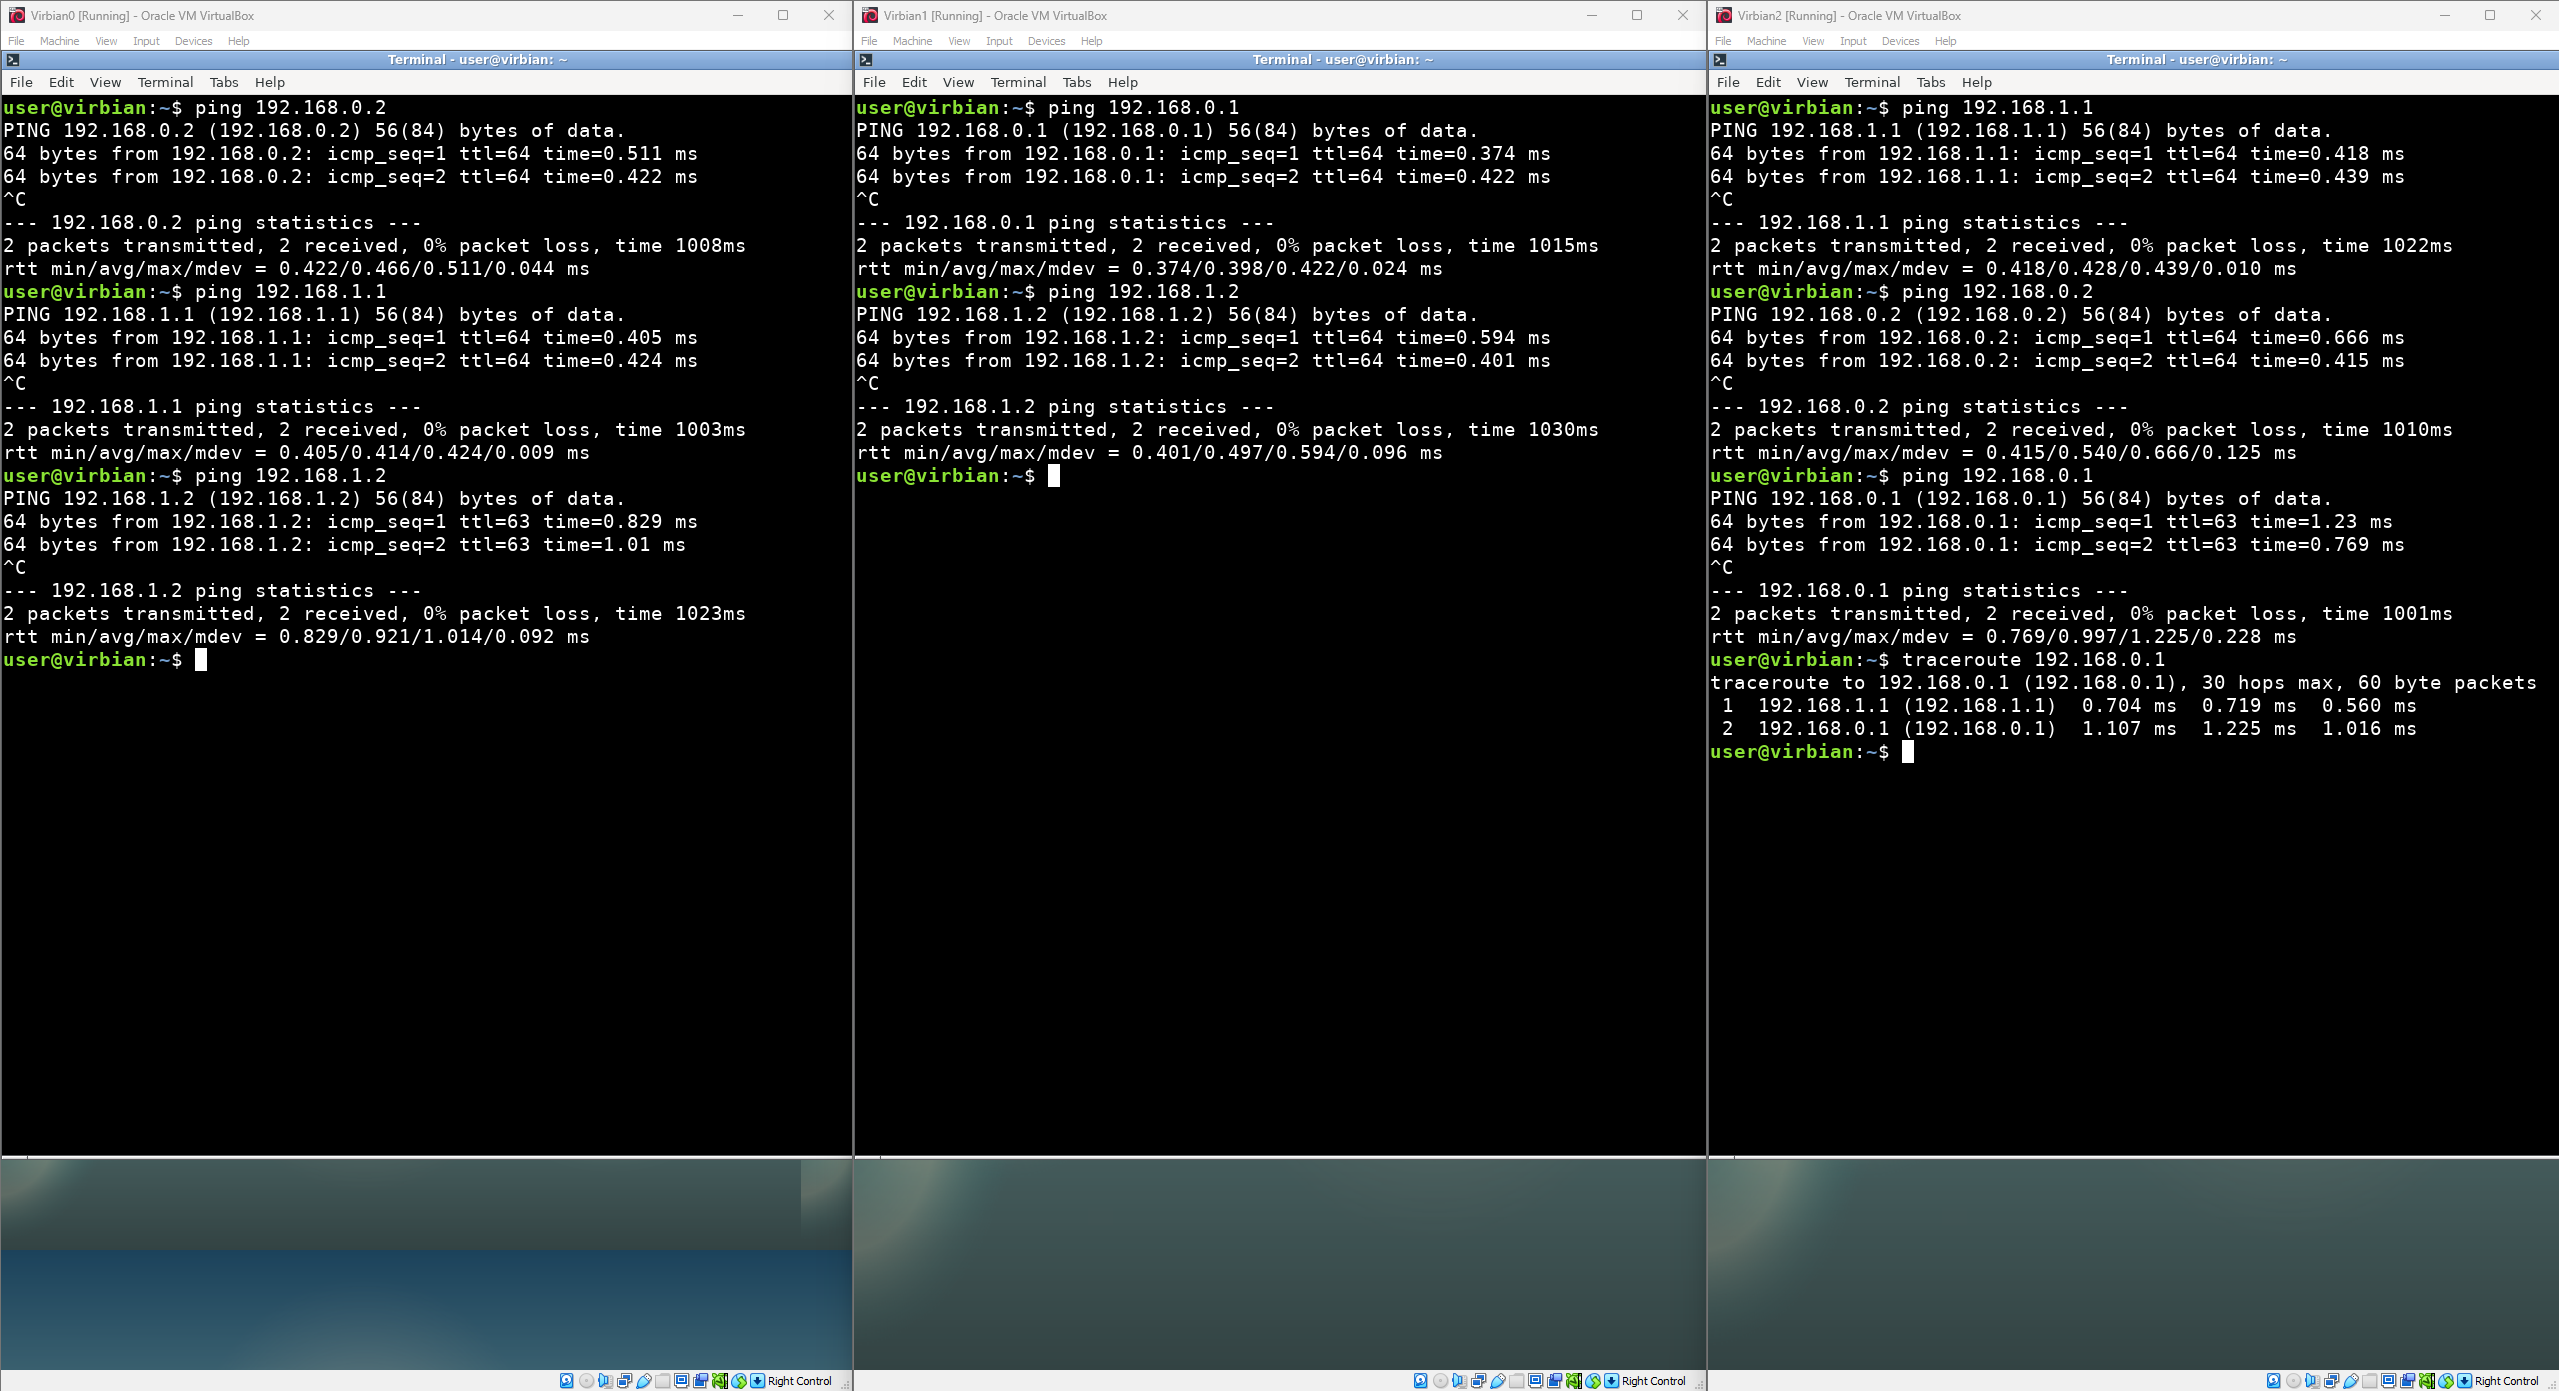 Virbian0 [Running] - Oracle VM VirtualBox
File Machine View Input Devices Help
Terminal - user@virbian: ~
File Edit View Terminal Tabs Help
user@virbian:~$ ping 192.168.0.2
PING 192.168.0.2 (192.168.0.2) 56(84) bytes of data.
64 bytes from 192.168.0.2: icmp_seq=1 ttl=64 time=0.511 ms
64 bytes from 192.168.0.2: icmp_seq=2 ttl=64 time=0.422 ms
^C
--- 192.168.0.2 ping statistics ---
2 packets transmitted, 2 received, 0% packet loss, time 1008ms
rtt min/avg/max/mdev = 0.422/0.466/0.511/0.044 ms
user@virbian:~$ ping 192.168.1.1
PING 192.168.1.1 (192.168.1.1) 56(84) bytes of data.
64 bytes from 192.168.1.1: icmp_seq=1 ttl=64 time=0.405 ms
64 bytes from 192.168.1.1: icmp_seq=2 ttl=64 time=0.424 ms
^C
--- 192.168.1.1 ping statistics ---
2 packets transmitted, 2 received, 0% packet loss, time 1003ms
rtt min/avg/max/mdev = 0.405/0.414/0.424/0.009 ms
user@virbian:~$ ping 192.168.1.2
PING 192.168.1.2 (192.168.1.2) 56(84) bytes of data.
64 bytes from 192.168.1.2: icmp_seq=1 ttl=63 time=0.829 ms
64 bytes from 192.168.1.2: icmp_seq=2 ttl=63 time=1.01 ms
^C
--- 192.168.1.2 ping statistics ---
2 packets transmitted, 2 received, 0% packet loss, time 1023ms
rtt min/avg/max/mdev = 0.829/0.921/1.014/0.092 ms
user@virbian:~$
Right Control
Virbian1 [Running] - Oracle VM VirtualBox
File Machine View Input Devices Help
Terminal - user@virbian: ~
File Edit View Terminal Tabs Help
user@virbian:~$ ping 192.168.0.1
PING 192.168.0.1 (192.168.0.1) 56(84) bytes of data.
64 bytes from 192.168.0.1: icmp_seq=1 ttl=64 time=0.374 ms
64 bytes from 192.168.0.1: icmp_seq=2 ttl=64 time=0.422 ms
^C
--- 192.168.0.1 ping statistics ---
2 packets transmitted, 2 received, 0% packet loss, time 1015ms
rtt min/avg/max/mdev = 0.374/0.398/0.422/0.024 ms
user@virbian:~$ ping 192.168.1.2
PING 192.168.1.2 (192.168.1.2) 56(84) bytes of data.
64 bytes from 192.168.1.2: icmp_seq=1 ttl=64 time=0.594 ms
64 bytes from 192.168.1.2: icmp_seq=2 ttl=64 time=0.401 ms
^C
--- 192.168.1.2 ping statistics ---
2 packets transmitted, 2 received, 0% packet loss, time 1030ms
rtt min/avg/max/mdev = 0.401/0.497/0.594/0.096 ms
user@virbian:~$
Right Control
Virbian2 [Running] - Oracle VM VirtualBox
File Machine View Input Devices Help
Terminal - user@virbian: ~
File Edit View Terminal Tabs Help
user@virbian:~$ ping 192.168.1.1
PING 192.168.1.1 (192.168.1.1) 56(84) bytes of data.
64 bytes from 192.168.1.1: icmp_seq=1 ttl=64 time=0.418 ms
64 bytes from 192.168.1.1: icmp_seq=2 ttl=64 time=0.439 ms
^C
--- 192.168.1.1 ping statistics ---
2 packets transmitted, 2 received, 0% packet loss, time 1022ms
rtt min/avg/max/mdev = 0.418/0.428/0.439/0.010 ms
user@virbian:~$ ping 192.168.0.2
PING 192.168.0.2 (192.168.0.2) 56(84) bytes of data.
64 bytes from 192.168.0.2: icmp_seq=1 ttl=64 time=0.666 ms
64 bytes from 192.168.0.2: icmp_seq=2 ttl=64 time=0.415 ms
^C
--- 192.168.0.2 ping statistics ---
2 packets transmitted, 2 received, 0% packet loss, time 1010ms
rtt min/avg/max/mdev = 0.415/0.540/0.666/0.125 ms
user@virbian:~$ ping 192.168.0.1
PING 192.168.0.1 (192.168.0.1) 56(84) bytes of data.
64 bytes from 192.168.0.1: icmp_seq=1 ttl=63 time=1.23 ms
64 bytes from 192.168.0.1: icmp_seq=2 ttl=63 time=0.769 ms
^C
--- 192.168.0.1 ping statistics ---
2 packets transmitted, 2 received, 0% packet loss, time 1001ms
rtt min/avg/max/mdev = 0.769/0.997/1.225/0.228 ms
user@virbian:~$ traceroute 192.168.0.1
traceroute to 192.168.0.1 (192.168.0.1), 30 hops max, 60 byte packets
1 192.168.1.1 (192.168.1.1) 0.704 ms 0.719 ms 0.560 ms
2 192.168.0.1 (192.168.0.1) 1.107 ms 1.225 ms 1.016 ms
user@virbian:~$
Right Control